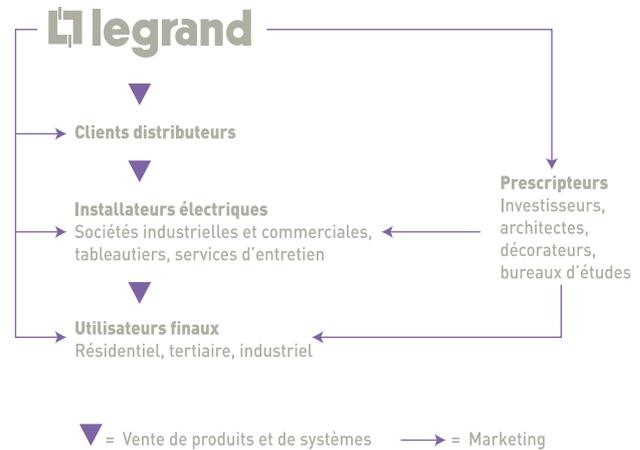 legrand
Clients distributeurs
Installateurs électriques
Sociétés industrielles et commerciales,
tableautiers, services d'entretien
Utilisateurs finaux
Résidentiel, tertiaire, industriel
Prescripteurs
Investisseurs,
architectes,
décorateurs,
bureaux d'études
= Vente de produits et de systèmes
= Marketing